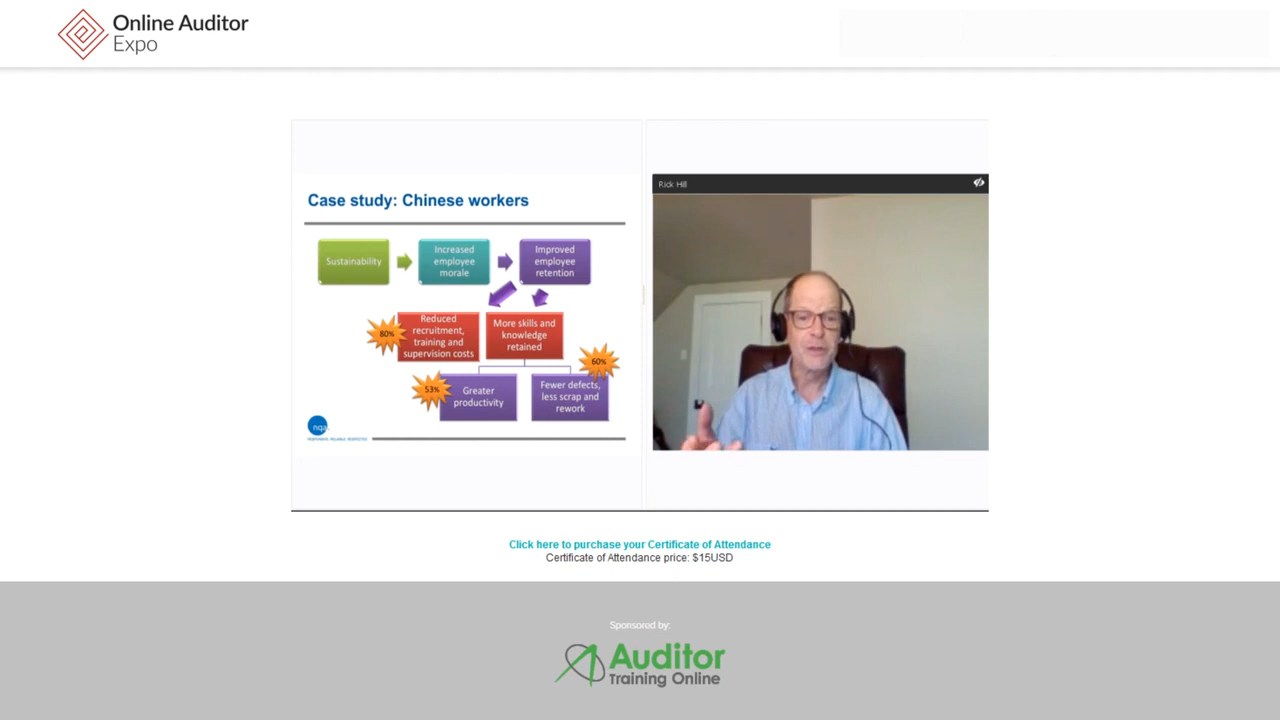 Online Auditor
Expo
Case study: Chinese workers
Sustainability
Increased
employee
morale
Improved
employee
retention
80%
Reduced
recruitment,
training and
supervision costs
More skills and
knowledge
retained
60%
53%
Greater
productivity
Fewer defects,
less scrap and
rework
nqa
RESPONSIVE. RELIABLE. RESPECTED.
Rick Hill
Click here to purchase your Certificate of Attendance
Certificate of Attendance price: $15USD
Sponsored by:
Auditor
Training Online